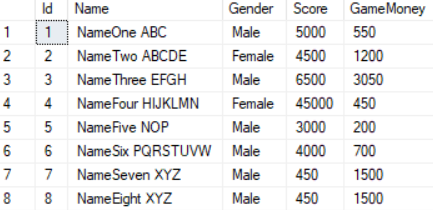 Id Name Gender Score GameMoney
1 1 NameOne ABC Male 5000 550
2 2 NameTwo ABCDE Female 4500 1200
3 3 NameThree EFGH Male 6500 3050
4 4 NameFour HIJKLMN Female 45000 450
5 5 NameFive NOP Male 3000 200
6 6 NameSix PQRSTUVW Male 4000 700
7 7 NameSeven XYZ Male 450 1500
8 8 NameEight XYZ Male 450 1500